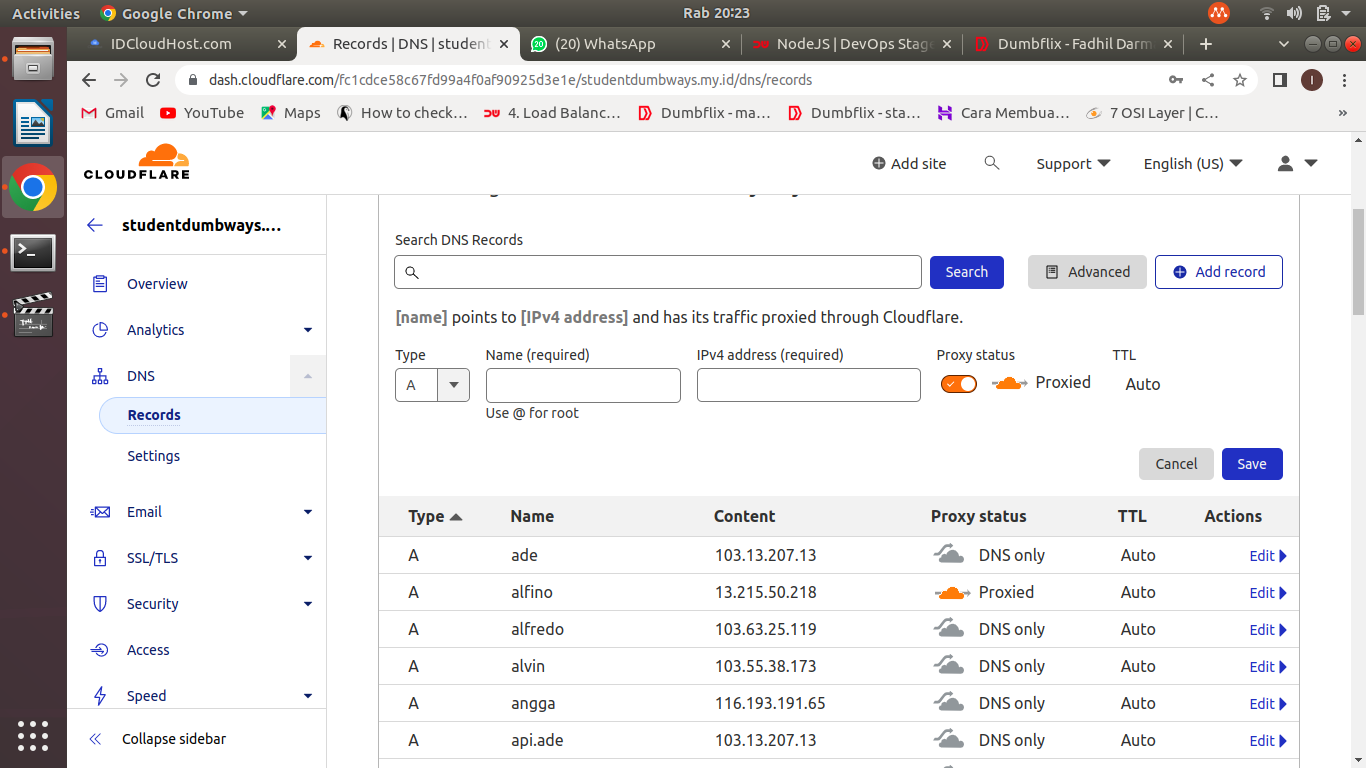 Activities Google Chrome Rab 20:23
IDCloudHost.com Records | DNS | student (20) WhatsApp NodeJS | DevOps Stage Dumbflix - Fadhil Darm
dash.cloudflare.com/fc1cdce58c67fd99a4f0af90925d3e1e/studentdumbways.my.id/dns/records I
Gmail YouTube Maps How to check... 4. Load Balanc... Dumbflix - ma... Dumbflix - sta... Cara Membua... 7 OSI Layer | C... »
CLOUDFLARE Add site Support English (US)
studentdumbways....
Overview
Analytics
DNS
Records
Settings
Email
SSL/TLS
Security
Access
Speed
Collapse sidebar
Search DNS Records
Search Advanced Add record
[name] points to [IPv4 address] and has its traffic proxied through Cloudflare.
Type Name (required) IPv4 address (required) Proxy status TTL
A Proxied Auto
Use @ for root
Cancel Save
Type Name Content Proxy status TTL Actions
A ade 103.13.207.13 DNS only Auto Edit
A alfino 13.215.50.218 Proxied Auto Edit
A alfredo 103.63.25.119 DNS only Auto Edit
A alvin 103.55.38.173 DNS only Auto Edit
A angga 116.193.191.65 DNS only Auto Edit
A api.ade 103.13.207.13 DNS only Auto Edit